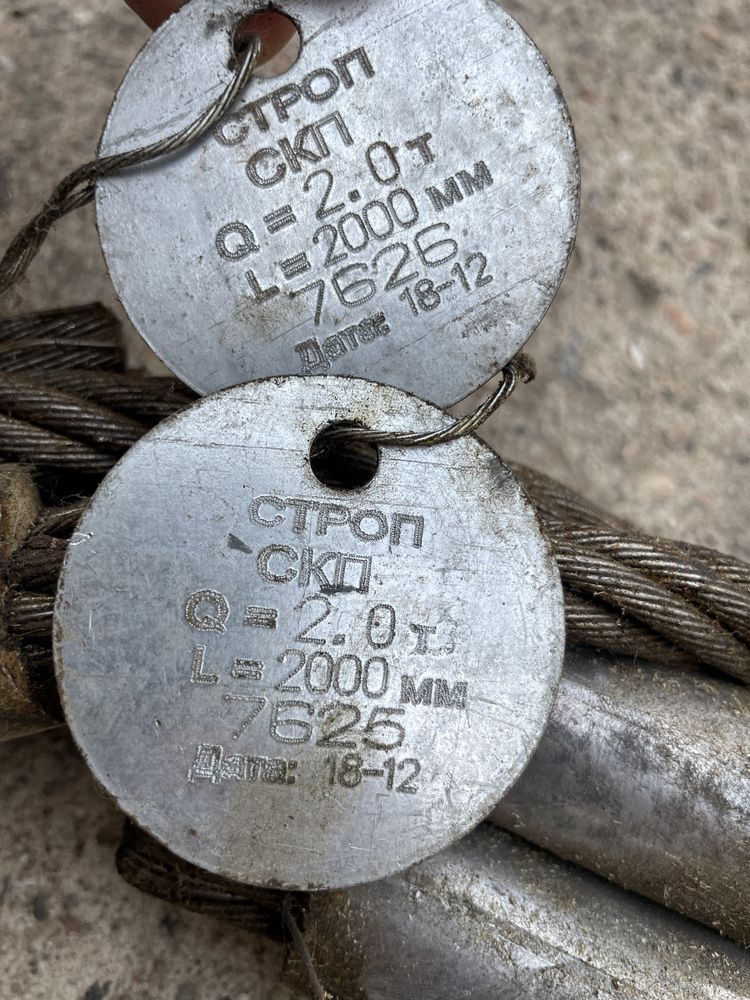 СТРОП
СКП
Q = 2.0 т
L = 2000 мм
7626
Дата: 18-12
СТРОП
СКП
Q = 2.0 т
L = 2000 мм
7625
Дата: 18-12